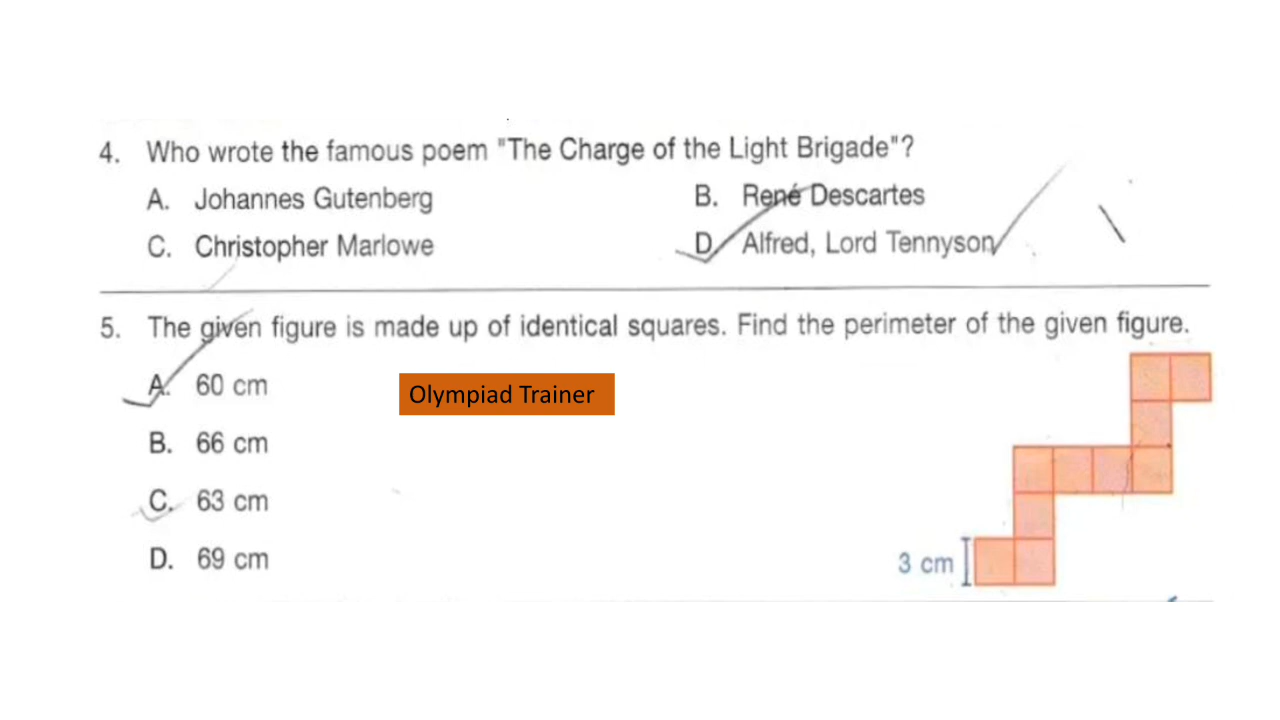 4. Who wrote the famous poem "The Charge of the Light Brigade"?
A. Johannes Gutenberg B. René Descartes
C. Christopher Marlowe D. Alfred, Lord Tennyson
5. The given figure is made up of identical squares. Find the perimeter of the given figure.
A. 60 cm
Olympiad Trainer
B. 66 cm
C. 63 cm
D. 69 cm
3 cm